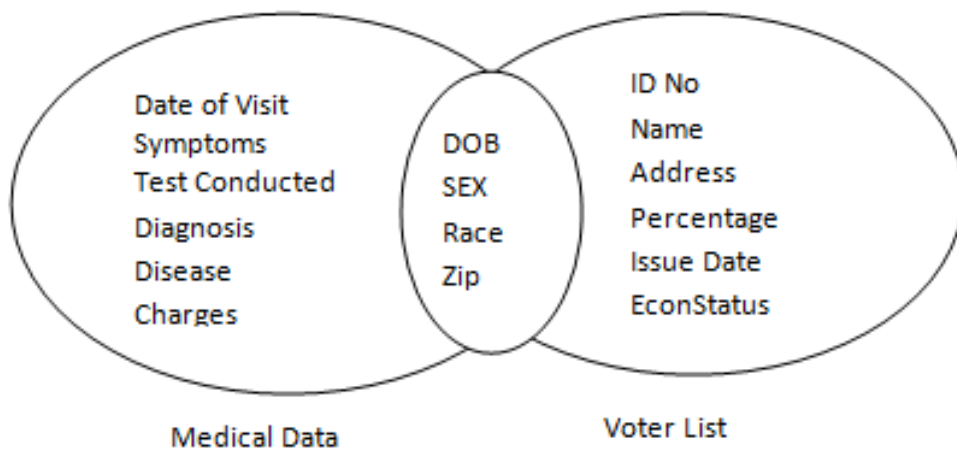 Date of Visit
Symptoms
Test Conducted
Diagnosis
Disease
Charges
DOB
SEX
Race
Zip
ID No
Name
Address
Percentage
Issue Date
EconStatus
Medical Data
Voter List